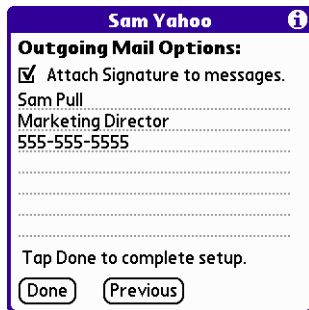 Sam Yahoo
Outgoing Mail Options:
Attach Signature to messages.
Sam Pull
Marketing Director
555-555-5555
Tap Done to complete setup.
Done Previous